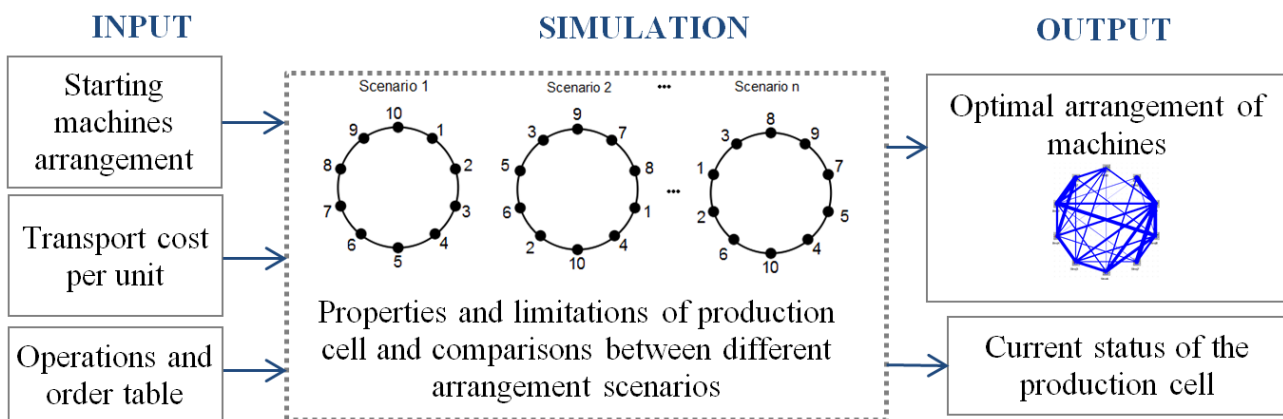 INPUT
SIMULATION
OUTPUT
Starting
machines
arrangement
Transport cost
per unit
Operations and
order table
Scenario 1
Scenario 2
...
Scenario n
10
9
1
8
2
7
3
6
4
5
9
3
7
5
8
6
1
2
4
10
...
8
3
9
1
7
2
5
6
4
10
Properties and limitations of production
cell and comparisons between different
arrangement scenarios
Optimal arrangement of
machines
Current status of the
production cell